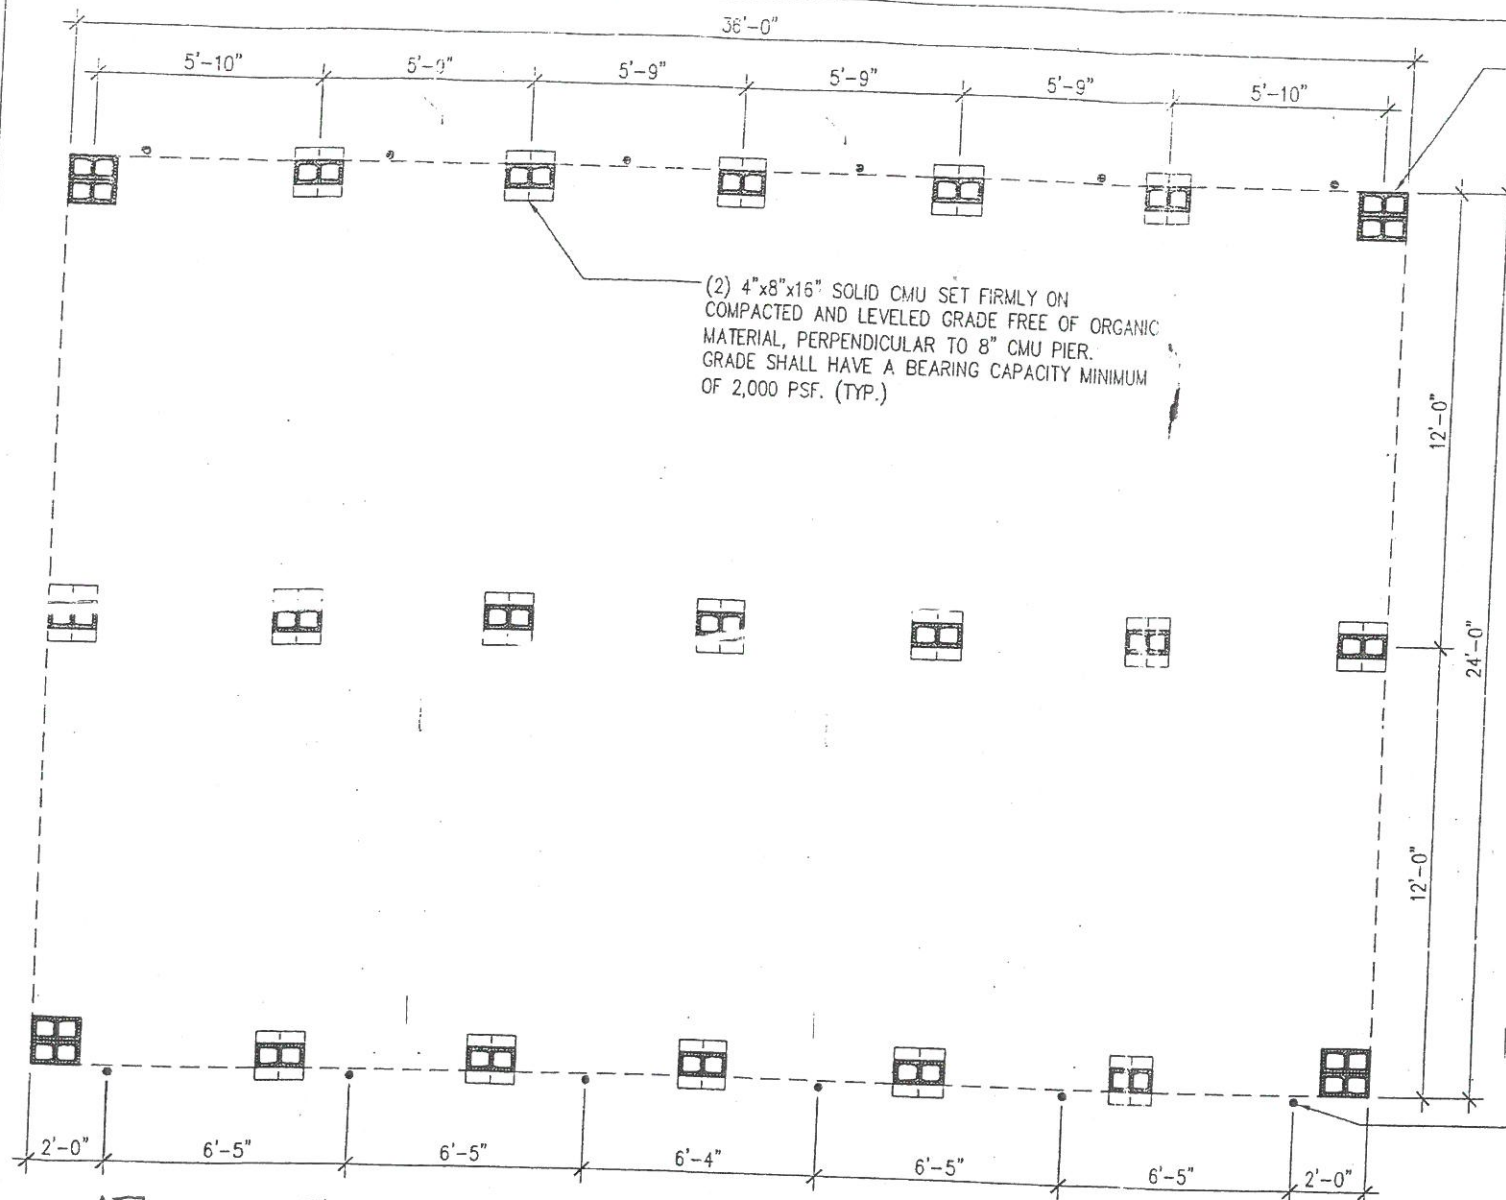 36'-0"
5'-10" 5'-9" 5'-9" 5'-9" 5'-9" 5'-10"
(2) 4"x8"x16" SOLID CMU SET FIRMLY ON
COMPACTED AND LEVELED GRADE FREE OF ORGANIC
MATERIAL, PERPENDICULAR TO 8" CMU PIER.
GRADE SHALL HAVE A BEARING CAPACITY MINIMUM
OF 2,000 PSF. (TYP.)
12'-0"
24'-0"
12'-0"
2'-0" 6'-5" 6'-5" 6'-4" 6'-5" 6'-5" 2'-0"